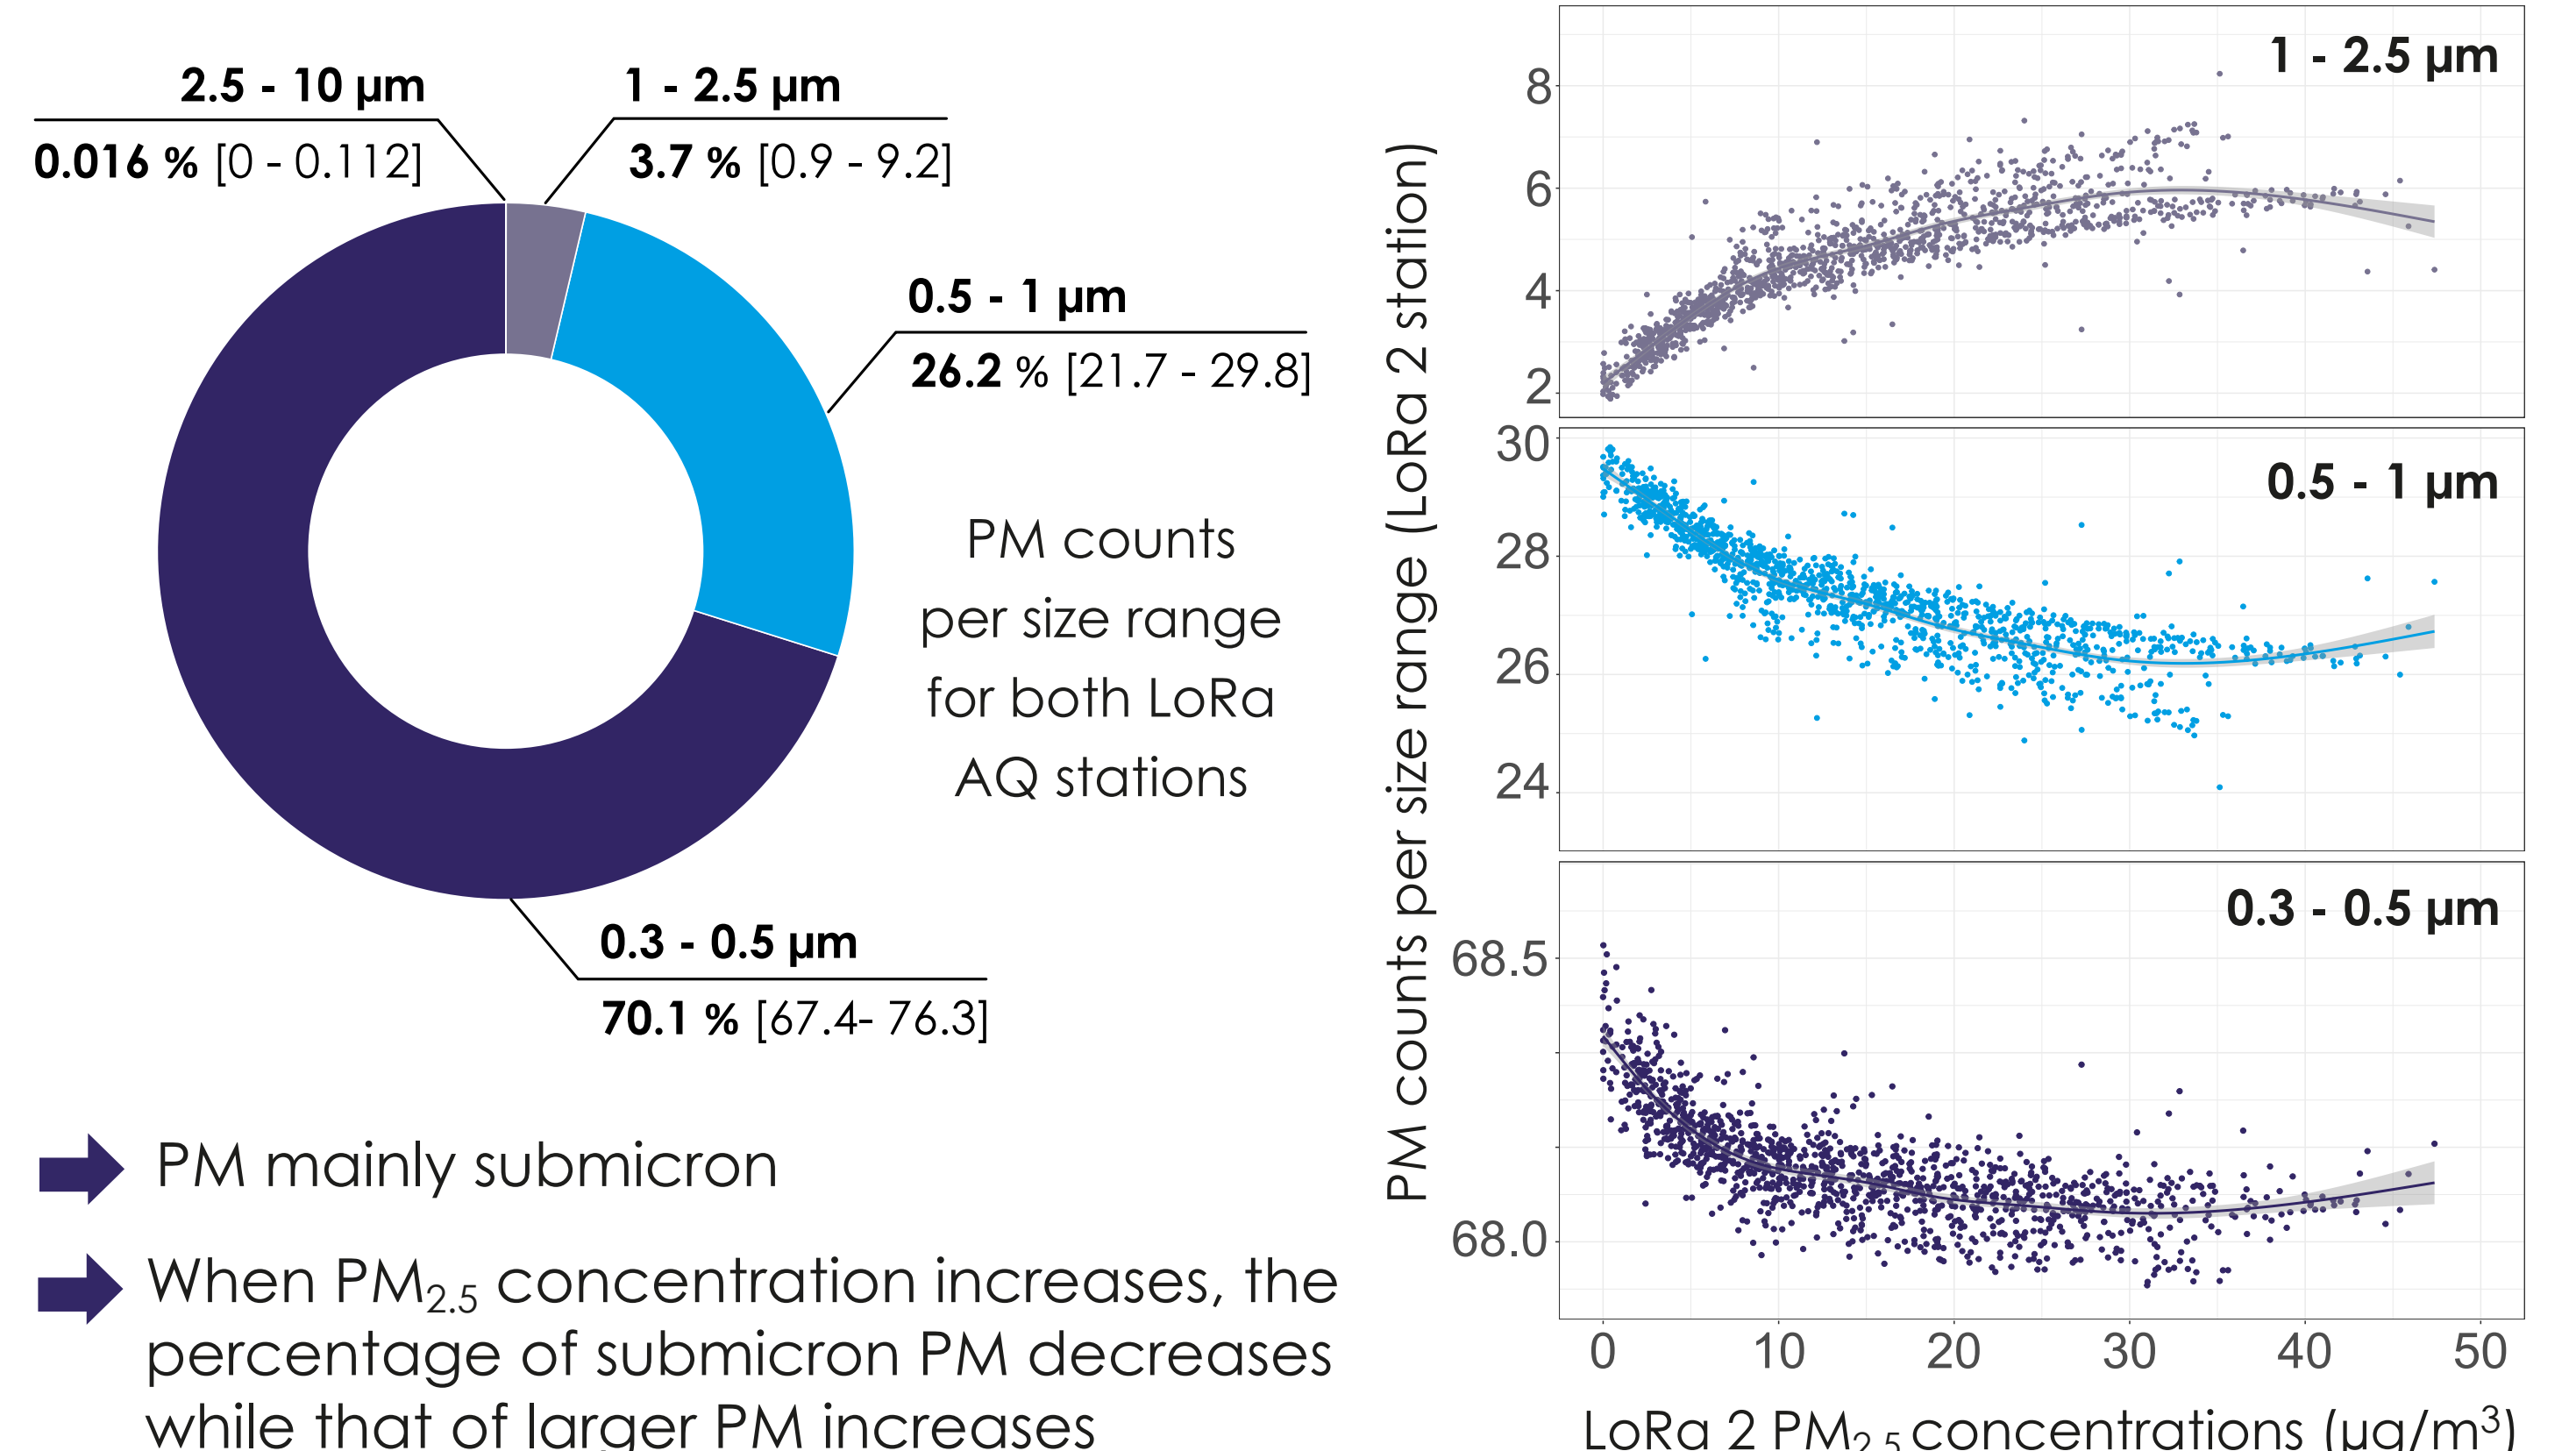 2.5 - 10 µm
0.016 % [0 - 0.112]
1 - 2.5 µm
3.7 % [0.9 - 9.2]
0.5 - 1 µm
26.2 % [21.7 - 29.8]
PM counts
per size range
for both LoRa
AQ stations
0.3 - 0.5 µm
70.1 % [67.4- 76.3]
PM mainly submicron
When PM2.5 concentration increases, the
percentage of submicron PM decreases
while that of larger PM increases
PM counts per size range (LoRa 2 station)
1 - 2.5 µm
8
6
4
2
0.5 - 1 µm
30
28
26
24
0.3 - 0.5 µm
68.5
68.0
0 10 20 30 40 50
LoRa 2 PM2.5 concentrations (µg/m³)